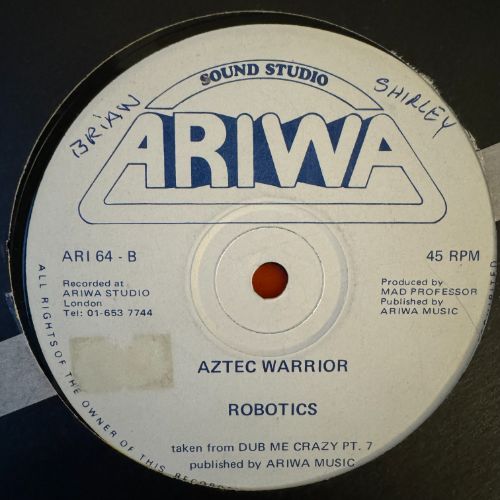 SOUND STUDIO
BRIAN
SHIRLEY
ARIWA
ARI 64 - B
45 RPM
Recorded at
ARIWA STUDIO
London
Tel: 01-653 7744
Produced by
MAD PROFESSOR
Published by
ARIWA MUSIC
AZTEC WARRIOR
ROBOTICS
taken from DUB ME CRAZY PT. 7
published by ARIWA MUSIC
ALL RIGHTS OF THE OWNER OF THIS